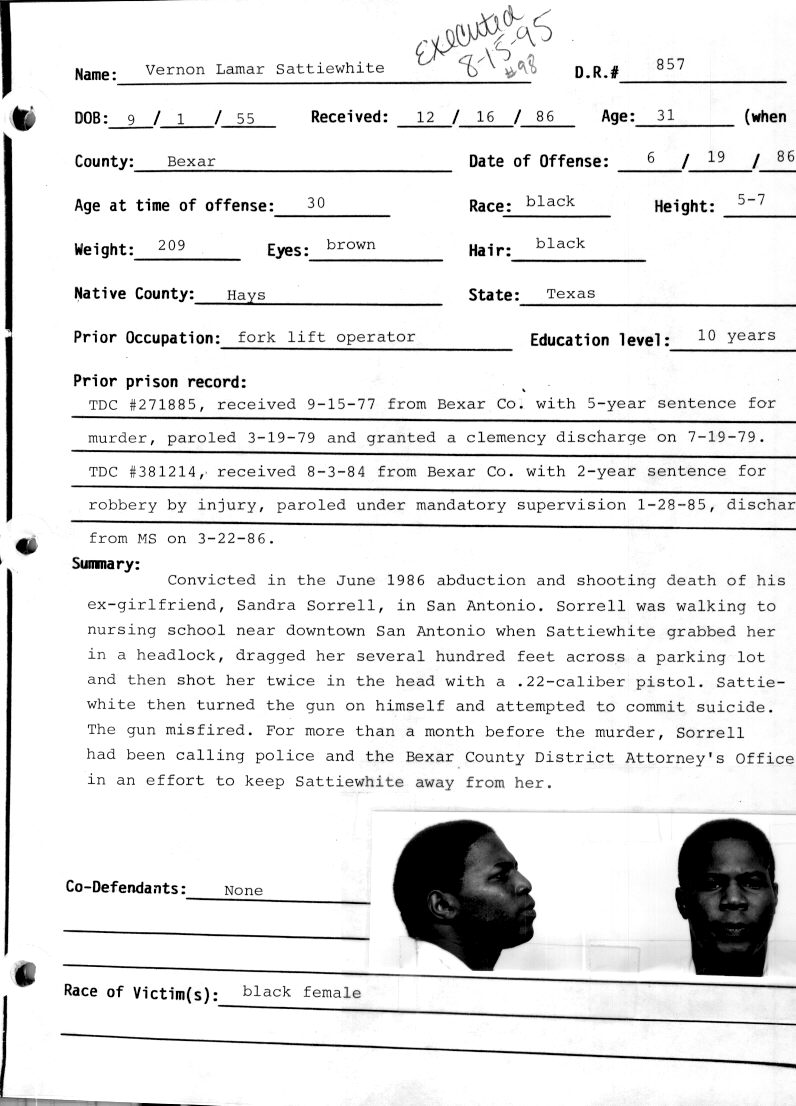 Executed
8-15-95
#98
Name: Vernon Lamar Sattiewhite D.R.# 857
DOB: 9 / 1 / 55 Received: 12 / 16 / 86 Age: 31 (when
County: Bexar Date of Offense: 6 / 19 / 86
Age at time of offense: 30 Race: black Height: 5-7
Weight: 209 Eyes: brown Hair: black
Native County: Hays State: Texas
Prior Occupation: fork lift operator Education level: 10 years
Prior prison record:
TDC #271885, received 9-15-77 from Bexar Co. with 5-year sentence for
murder, paroled 3-19-79 and granted a clemency discharge on 7-19-79.
TDC #381214, received 8-3-84 from Bexar Co. with 2-year sentence for
robbery by injury, paroled under mandatory supervision 1-28-85, dischar
from MS on 3-22-86.
Summary:
Convicted in the June 1986 abduction and shooting death of his
ex-girlfriend, Sandra Sorrell, in San Antonio. Sorrell was walking to
nursing school near downtown San Antonio when Sattiewhite grabbed her
in a headlock, dragged her several hundred feet across a parking lot
and then shot her twice in the head with a .22-caliber pistol. Sattie-
white then turned the gun on himself and attempted to commit suicide.
The gun misfired. For more than a month before the murder, Sorrell
had been calling police and the Bexar County District Attorney's Office
in an effort to keep Sattiewhite away from her.
Co-Defendants: None
Race of Victim(s): black female